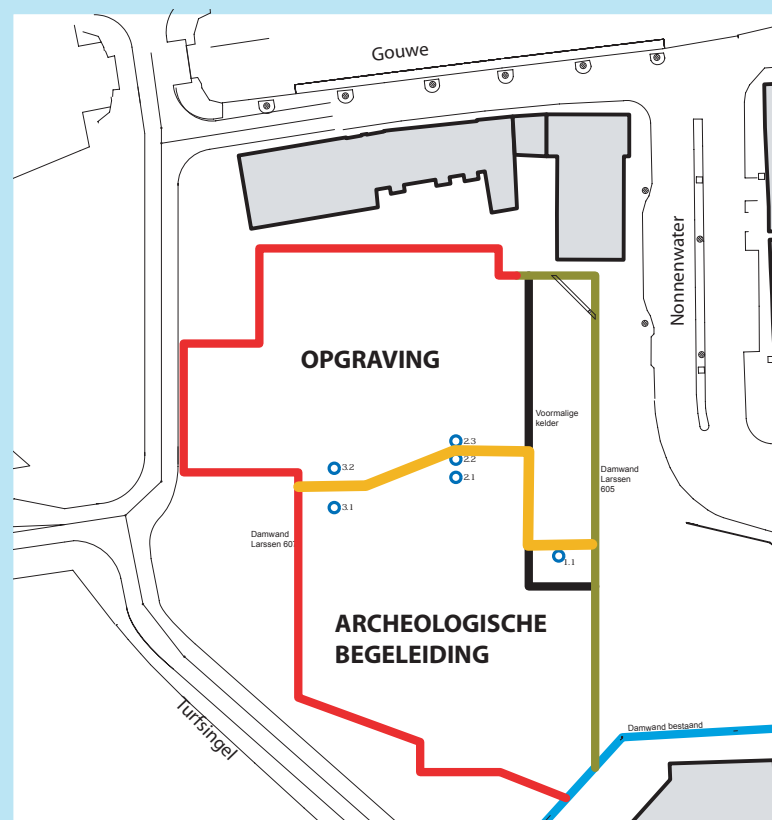 Gouwe
Nonnenwater
OPGRAVING
Voormalige
kelder
2.3
2.2
2.1
3.2
3.1
Damwand
Larssen
605
Damwand
Larssen 607
1.1
ARCHEOLOGISCHE
BEGELEIDING
Turfsingel
Damwand bestaand